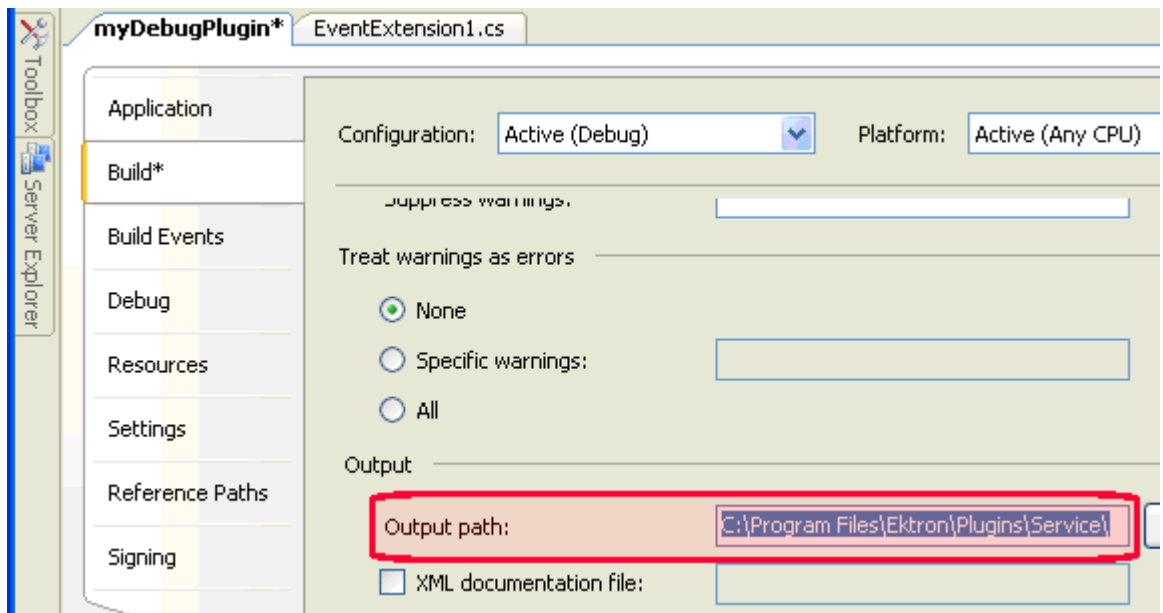 myDebugPlugin* EventExtension1.cs
Toolbox
Server Explorer
Application
Build*
Build Events
Debug
Resources
Settings
Reference Paths
Signing
Configuration: Active (Debug) Platform: Active (Any CPU)
Suppress warnings:
Treat warnings as errors
None
Specific warnings:
All
Output
Output path: C:\Program Files\Ektron\Plugins\Service\
XML documentation file: